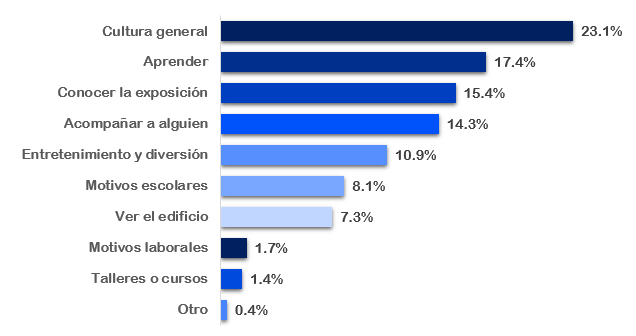 Cultura general 23.1%
Aprender 17.4%
Conocer la exposición 15.4%
Acompañar a alguien 14.3%
Entretenimiento y diversión 10.9%
Motivos escolares 8.1%
Ver el edificio 7.3%
Motivos laborales 1.7%
Talleres o cursos 1.4%
Otro 0.4%